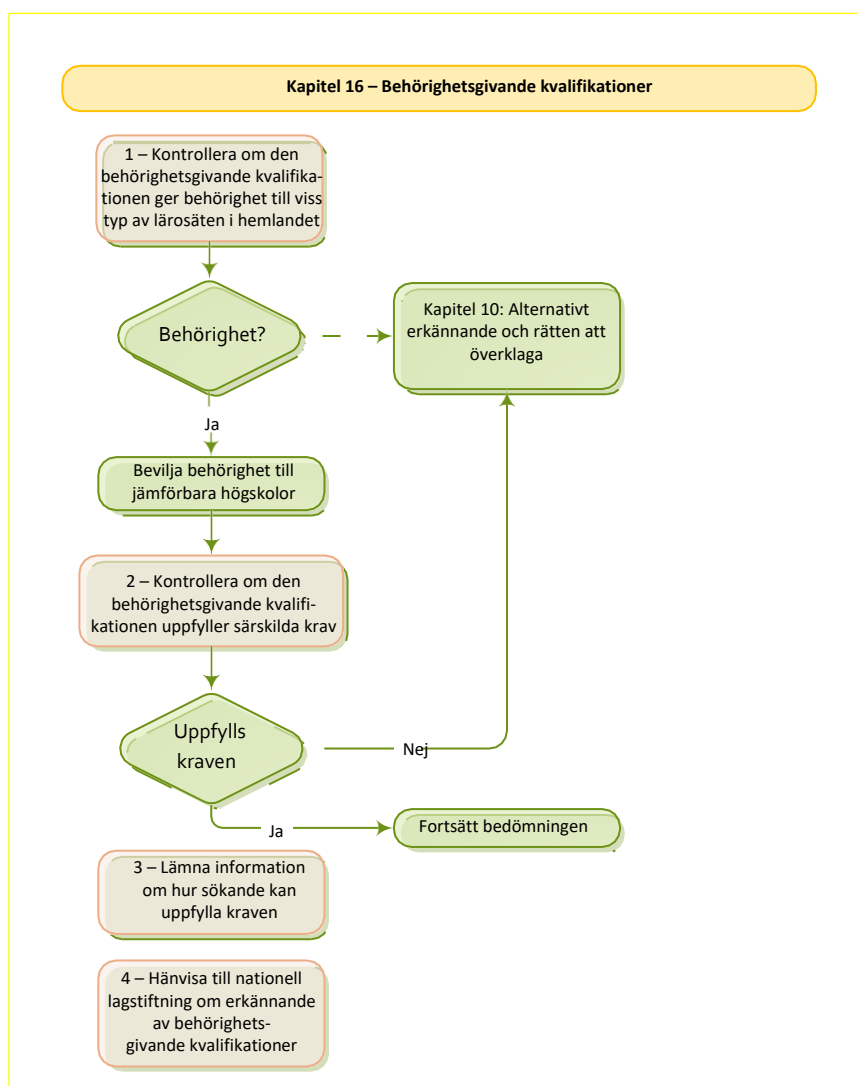 Kapitel 16 – Behörighetsgivande kvalifikationer
1 – Kontrollera om den
behörighetsgivande kvalifika-
tionen ger behörighet till viss
typ av lärosäten i hemlandet
Behörighet?
Kapitel 10: Alternativt
erkännande och rätten att
överklaga
Ja
Bevilja behörighet till
jämförbara högskolor
2 – Kontrollera om den
behörighetsgivande kvalifi-
kationen uppfyller särskilda krav
Uppfylls
kraven
Nej
Ja
Fortsätt bedömningen
3 – Lämna information
om hur sökande kan
uppfylla kraven
4 – Hänvisa till nationell
lagstiftning om erkännande
av behörighets-
givande kvalifikationer